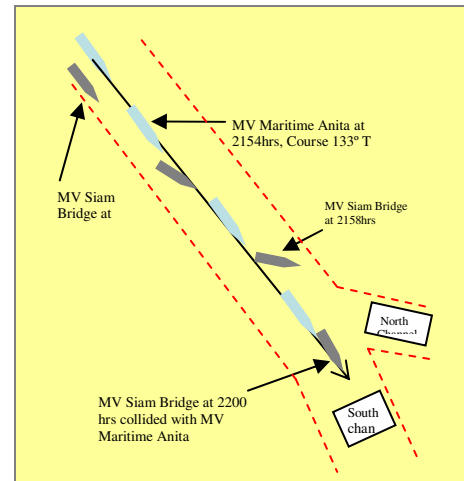 MV Maritime Anita at
2154hrs, Course 133º T
MV Siam
Bridge at
MV Siam Bridge
at 2158hrs
North
MV Siam Bridge at 2200
hrs collided with MV
Maritime Anita
South
chan